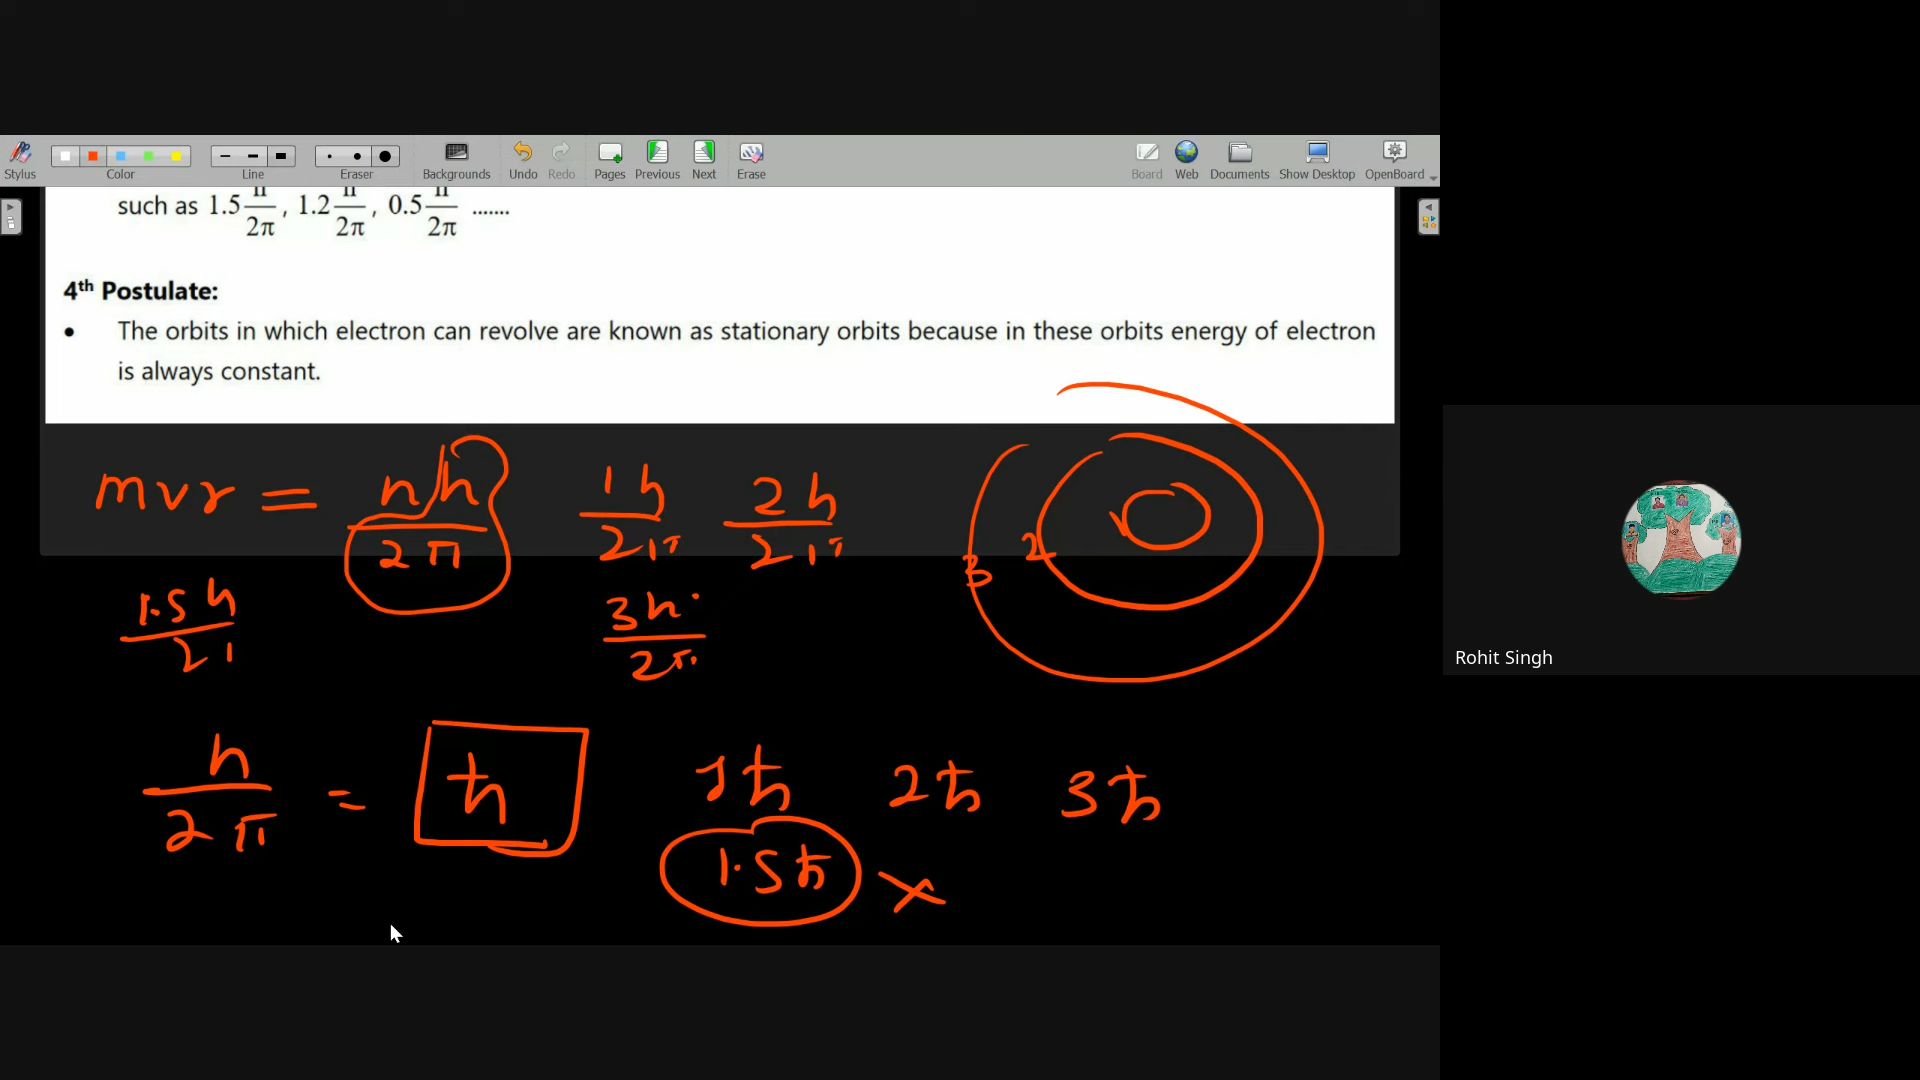 Stylus Color Line Eraser Backgrounds Undo Redo Pages Previous Next Erase Board Web Documents Show Desktop OpenBoard
such as 1.5 h/2π, 1.2 h/2π, 0.5 h/2π .......
4th Postulate:
• The orbits in which electron can revolve are known as stationary orbits because in these orbits energy of electron
is always constant.
mvr = nh/2π 1h/2π 2h/2π
3 2
1.5h/2 3h/2π
h/2π = ħ 1ħ 2ħ 3ħ
1.5ħ ×
Rohit Singh